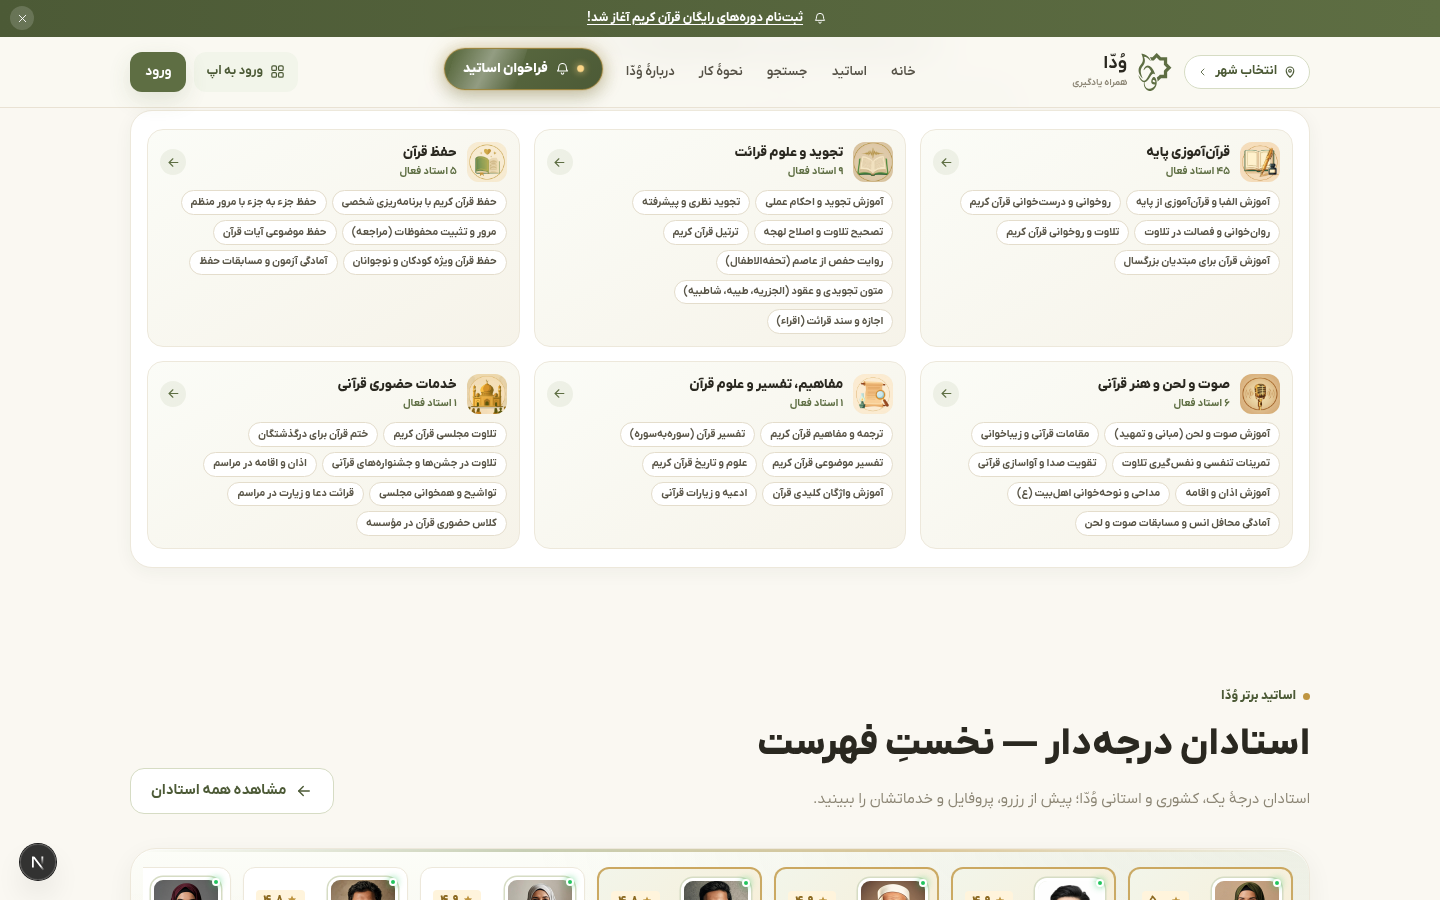 ثبت‌نام دوره‌های رایگان قرآن کریم آغاز شد!
انتخاب شهر
وُدّا
همراه یادگیری
خانه
اساتید
جستجو
نحوهٔ کار
دربارهٔ وُدّا
فراخوان اساتید
ورود به اپ
ورود
قرآن‌آموزی پایه
۴۵ استاد فعال
آموزش الفبا و قرآن‌آموزی از پایه
روخوانی و درست‌خوانی قرآن کریم
روان‌خوانی و فصاحت در تلاوت
تلاوت و روخوانی قرآن کریم
آموزش قرآن برای مبتدیان بزرگسال
تجوید و علوم قرائت
۹ استاد فعال
آموزش تجوید و احکام عملی
تجوید نظری و پیشرفته
تصحیح تلاوت و اصلاح لهجه
ترتیل قرآن کریم
روایت حفص از عاصم (تحفه‌الاطفال)
متون تجویدی و عقود (الجزریه، طیبه، شاطبیه)
اجازه و سند قرائت (اقراء)
حفظ قرآن
۵ استاد فعال
حفظ قرآن کریم با برنامه‌ریزی شخصی
حفظ جزء به جزء با مرور منظم
مرور و تثبیت محفوظات (مراجعه)
حفظ موضوعی آیات قرآن
حفظ قرآن ویژه کودکان و نوجوانان
آمادگی آزمون و مسابقات حفظ
صوت و لحن و هنر قرآنی
۶ استاد فعال
آموزش صوت و لحن (مبانی و تمهید)
مقامات قرآنی و زیباخوانی
تمرینات تنفسی و نفس‌گیری تلاوت
تقویت صدا و آواسازی قرآنی
آموزش اذان و اقامه
مداحی و نوحه‌خوانی اهل‌بیت (ع)
آمادگی محافل انس و مسابقات صوت و لحن
مفاهیم، تفسیر و علوم قرآن
۱ استاد فعال
ترجمه و مفاهیم قرآن کریم
تفسیر قرآن (سوره‌به‌سوره)
تفسیر موضوعی قرآن کریم
علوم و تاریخ قرآن کریم
آموزش واژگان کلیدی قرآن
ادعیه و زیارات قرآنی
خدمات حضوری قرآنی
۱ استاد فعال
تلاوت مجلسی قرآن کریم
ختم قرآن برای درگذشتگان
تلاوت در جشن‌ها و جشنواره‌های قرآنی
اذان و اقامه در مراسم
تواشیح و همخوانی مجلسی
قرائت دعا و زیارت در مراسم
کلاس حضوری قرآن در مؤسسه
اساتید برتر وُدّا
استادان درجه‌دار — نخستِ فهرست
استادان درجهٔ یک، کشوری و استانی وُدّا؛ پیش از رزرو، پروفایل و خدماتشان را ببینید.
مشاهده همه استادان